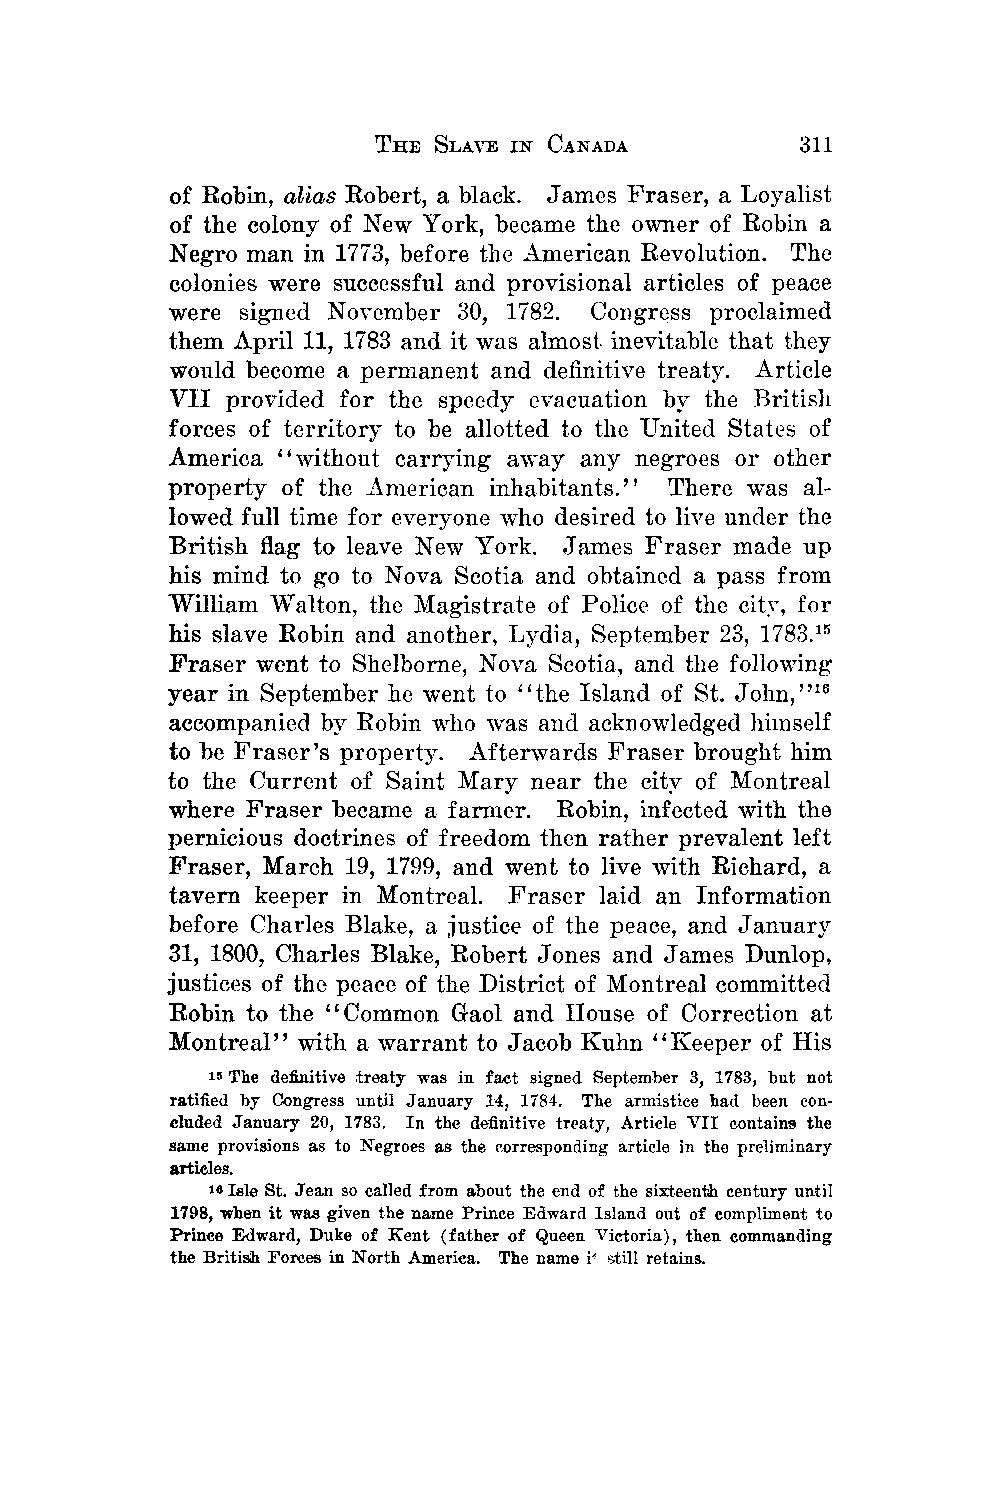 THE SLAVE IN CANADA 311
of Robin, alias Robert, a black. James Fraser, a Loyalist
of the colony of New York, became the owner of Robin a
Negro man in 1773, before the American Revolution. The
colonies were successful and provisional articles of peace
were signed November 30, 1782. Congress proclaimed
them April 11, 1783 and it was almost inevitable that they
would become a permanent and definitive treaty. Article
VII provided for the speedy evacuation by the British
forces of territory to be allotted to the United States of
America “without carrying away any negroes or other
property of the American inhabitants.” There was al-
lowed full time for everyone who desired to live under the
British flag to leave New York. James Fraser made up
his mind to go to Nova Scotia and obtained a pass from
William Walton, the Magistrate of Police of the city, for
his slave Robin and another, Lydia, September 23, 1783.¹⁵
Fraser went to Shelborne, Nova Scotia, and the following
year in September he went to “the Island of St. John,”¹⁶
accompanied by Robin who was and acknowledged himself
to be Fraser’s property. Afterwards Fraser brought him
to the Current of Saint Mary near the city of Montreal
where Fraser became a farmer. Robin, infected with the
pernicious doctrines of freedom then rather prevalent left
Fraser, March 19, 1799, and went to live with Richard, a
tavern keeper in Montreal. Fraser laid an Information
before Charles Blake, a justice of the peace, and January
31, 1800, Charles Blake, Robert Jones and James Dunlop,
justices of the peace of the District of Montreal committed
Robin to the “Common Gaol and House of Correction at
Montreal” with a warrant to Jacob Kuhn “Keeper of His
¹⁵ The definitive treaty was in fact signed September 3, 1783, but not
ratified by Congress until January 14, 1784. The armistice had been con-
cluded January 20, 1783. In the definitive treaty, Article VII contains the
same provisions as to Negroes as the corresponding article in the preliminary
articles.
¹⁶ Isle St. Jean so called from about the end of the sixteenth century until
1798, when it was given the name Prince Edward Island out of compliment to
Prince Edward, Duke of Kent (father of Queen Victoria), then commanding
the British Forces in North America. The name it still retains.